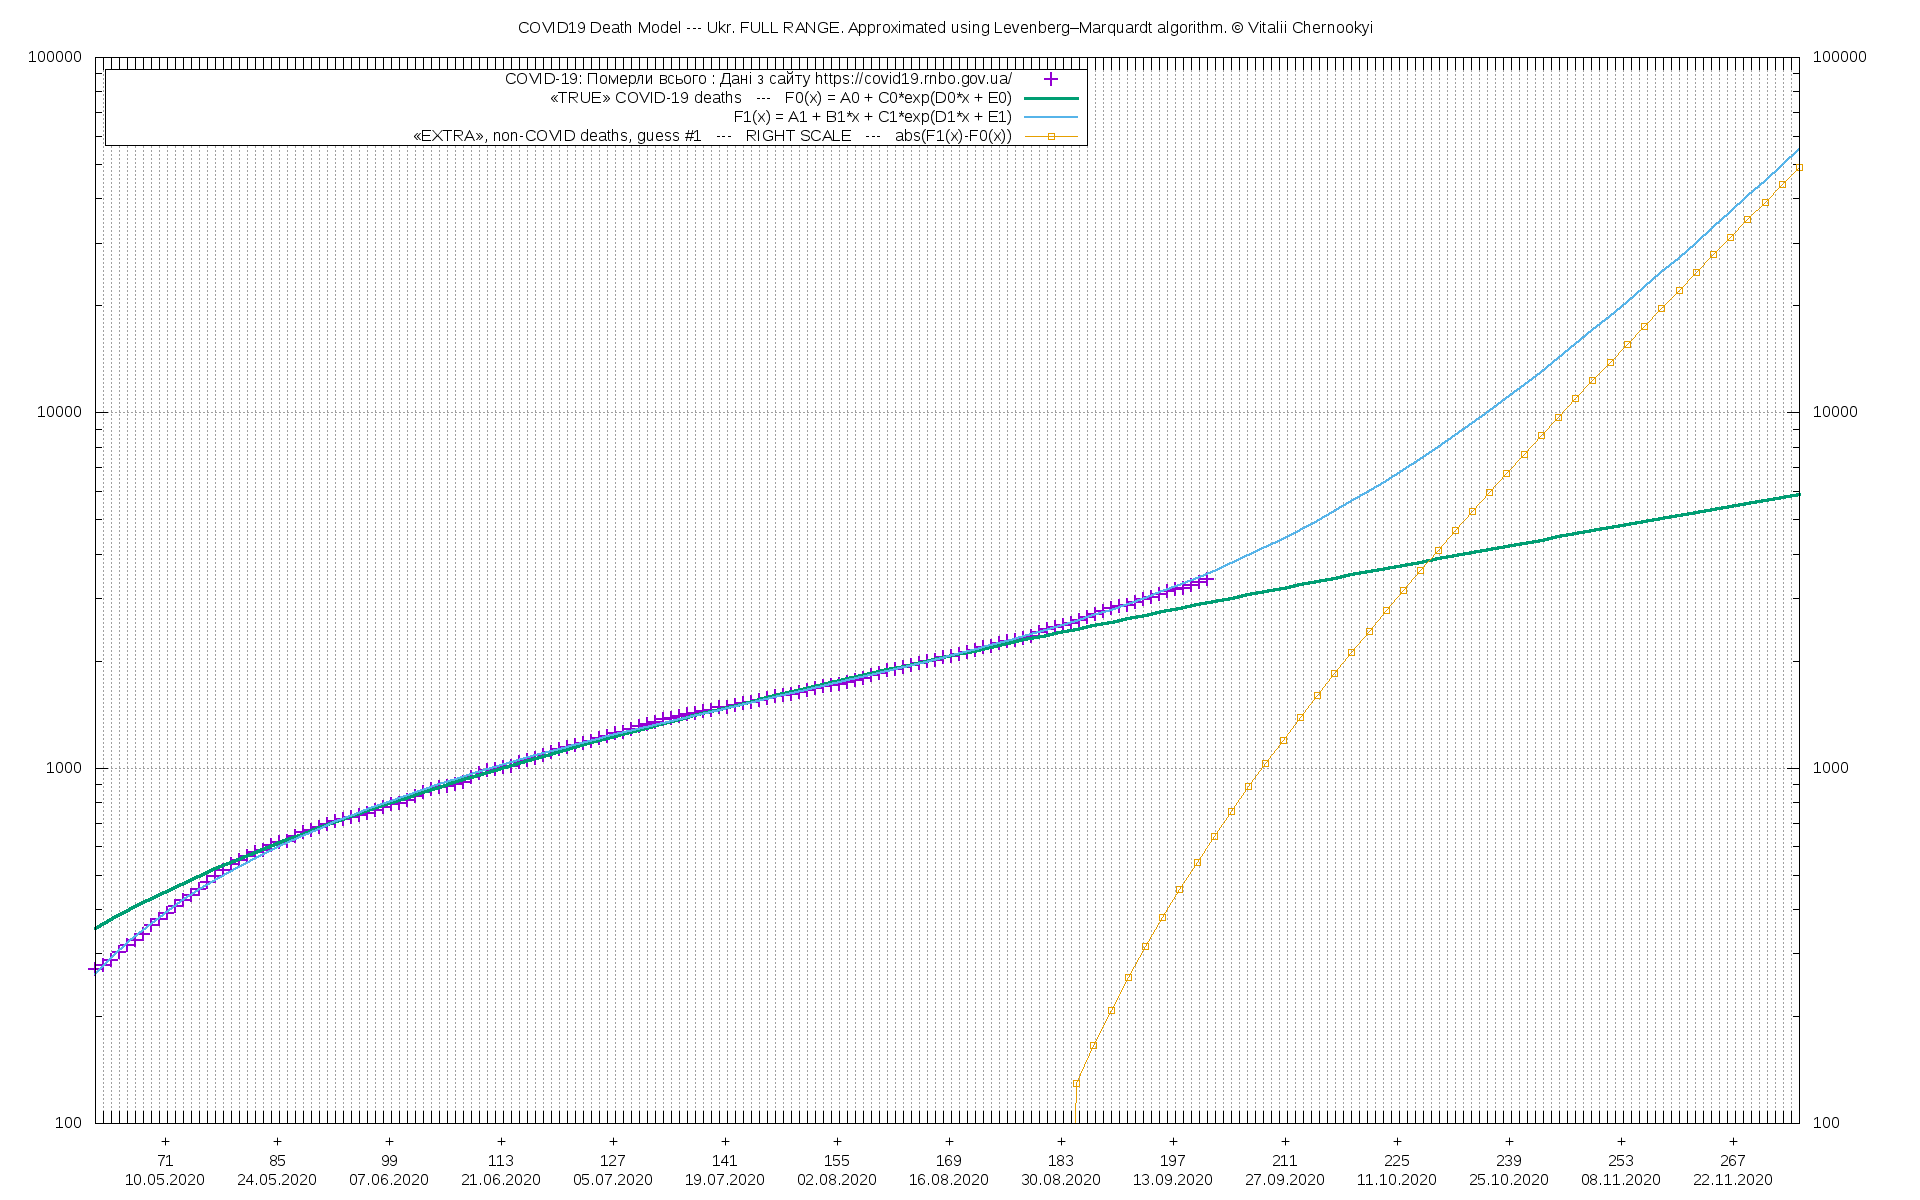 COVID19 Death Model --- Ukr. FULL RANGE. Approximated using Levenberg–Marquardt algorithm. © Vitalii Chernookyi
100000 100000
COVID-19: Померли всього : Дані з сайту https://covid19.rnbo.gov.ua/
«TRUE» COVID-19 deaths --- F0(x) = A0 + C0*exp(D0*x + E0)
F1(x) = A1 + B1*x + C1*exp(D1*x + E1)
«EXTRA», non-COVID deaths, guess #1 --- RIGHT SCALE --- abs(F1(x)-F0(x))
10000 10000
1000 1000
100 100
71 85 99 113 127 141 155 169 183 197 211 225 239 253 267
10.05.2020 24.05.2020 07.06.2020 21.06.2020 05.07.2020 19.07.2020 02.08.2020 16.08.2020 30.08.2020 13.09.2020 27.09.2020 11.10.2020 25.10.2020 08.11.2020 22.11.2020